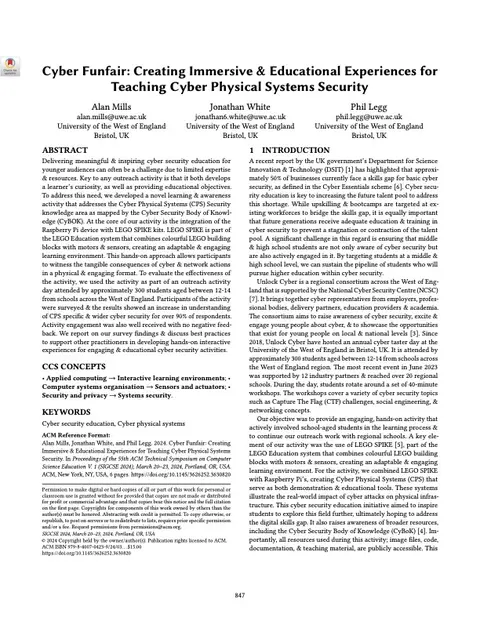 Cyber Funfair: Creating Immersive & Educational Experiences for
Teaching Cyber Physical Systems Security
Alan Mills
alan.mills@uwe.ac.uk
University of the West of England
Bristol, UK
Jonathan White
jonathan6.white@uwe.ac.uk
University of the West of England
Bristol, UK
Phil Legg
phil.legg@uwe.ac.uk
University of the West of England
Bristol, UK
ABSTRACT
Delivering meaningful & inspiring cyber security education for
younger audiences can often be a challenge due to limited expertise
& resources. Key to any outreach activity is that it both develops
a learner's curiosity, as well as providing educational objectives.
To address this need, we developed a novel learning & awareness
activity that addresses the Cyber Physical Systems (CPS) Security
knowledge area as mapped by the Cyber Security Body of Knowl-
edge (CyBOK). At the core of our activity is the integration of the
Raspberry Pi device with LEGO SPIKE kits. LEGO SPIKE is part of
the LEGO Education system that combines colourful LEGO building
blocks with motors & sensors, creating an adaptable & engaging
learning environment. This hands-on approach allows participants
to witness the tangible consequences of cyber & network actions
in a physical & engaging format. To evaluate the effectiveness of
the activity, we used the activity as part of an outreach activity
day attended by approximately 300 students aged between 12-14
from schools across the West of England. Participants of the activity
were surveyed & the results showed an increase in understanding
of CPS specific & wider cyber security for over 90% of respondents.
Activity engagement was also well received with no negative feed-
back. We report on our survey findings & discuss best practices
to support other practitioners in developing hands-on interactive
experiences for engaging & educational cyber security activities.
CCS CONCEPTS
• Applied computing → Interactive learning environments; •
Computer systems organisation → Sensors and actuators; •
Security and privacy → Systems security.
KEYWORDS
Cyber security education, Cyber physical systems
ACM Reference Format:
Alan Mills, Jonathan White, and Phil Legg. 2024. Cyber Funfair: Creating
Immersive & Educational Experiences for Teaching Cyber Physical Systems
Security. In Proceedings of the 55th ACM Technical Symposium on Computer
Science Education V. 1 (SIGCSE 2024), March 20–23, 2024, Portland, OR, USA.
ACM, New York, NY, USA, 6 pages. https://doi.org/10.1145/3626252.3630820
Permission to make digital or hard copies of all or part of this work for personal or
classroom use is granted without fee provided that copies are not made or distributed
for profit or commercial advantage and that copies bear this notice and the full citation
on the first page. Copyrights for components of this work owned by others than the
author(s) must be honored. Abstracting with credit is permitted. To copy otherwise, or
republish, to post on servers or to redistribute to lists, requires prior specific permission
and/or a fee. Request permissions from permissions@acm.org.
SIGCSE 2024, March 20–23, 2024, Portland, OR, USA
© 2024 Copyright held by the owner/author(s). Publication rights licensed to ACM.
ACM ISBN 979-8-4007-0423-9/24/03...$15.00
https://doi.org/10.1145/3626252.3630820
1 INTRODUCTION
A recent report by the UK government's Department for Science
Innovation & Technology (DSIT) [1] has highlighted that approxi-
mately 50% of businesses currently face a skills gap for basic cyber
security, as defined in the Cyber Essentials scheme [6]. Cyber secu-
rity education is key to increasing the future talent pool to address
this shortage. While upskilling & bootcamps are targeted at ex-
isting workforces to bridge the skills gap, it is equally important
that future generations receive adequate education & training in
cyber security to prevent a stagnation or contraction of the talent
pool. A significant challenge in this regard is ensuring that middle
& high school students are not only aware of cyber security but
are also actively engaged in it. By targeting students at a middle &
high school level, we can sustain the pipeline of students who will
pursue higher education within cyber security.
Unlock Cyber is a regional consortium across the West of Eng-
land that is supported by the National Cyber Security Centre (NCSC)
[7]. It brings together cyber representatives from employers, profes-
sional bodies, delivery partners, education providers & academia.
The consortium aims to raise awareness of cyber security, excite &
engage young people about cyber, & to showcase the opportunities
that exist for young people on local & national levels [3]. Since
2018, Unlock Cyber have hosted an annual cyber taster day at the
University of the West of England in Bristol, UK. It is attended by
approximately 300 students aged between 12-14 from schools across
the West of England region. The most recent event in June 2023
was supported by 12 industry partners & reached over 20 regional
schools. During the day, students rotate around a set of 40-minute
workshops. The workshops cover a variety of cyber security topics
such as Capture The Flag (CTF) challenges, social engineering, &
networking concepts.
Our objective was to provide an engaging, hands-on activity that
actively involved school-aged students in the learning process &
to continue our outreach work with regional schools. A key ele-
ment of our activity was the use of LEGO SPIKE [5], part of the
LEGO Education system that combines colourful LEGO building
blocks with motors & sensors, creating an adaptable & engaging
learning environment. For the activity, we combined LEGO SPIKE
with Raspberry Pi's, creating Cyber Physical Systems (CPS) that
serve as both demonstration & educational tools. These systems
illustrate the real-world impact of cyber attacks on physical infras-
tructure. This cyber security education initiative aimed to inspire
students to explore this field further, ultimately hoping to address
the digital skills gap. It also raises awareness of broader resources,
including the Cyber Security Body of Knowledge (CyBoK) [4]. Im-
portantly, all resources used during this activity; image files, code,
documentation, & teaching material, are publicly accessible. This
847